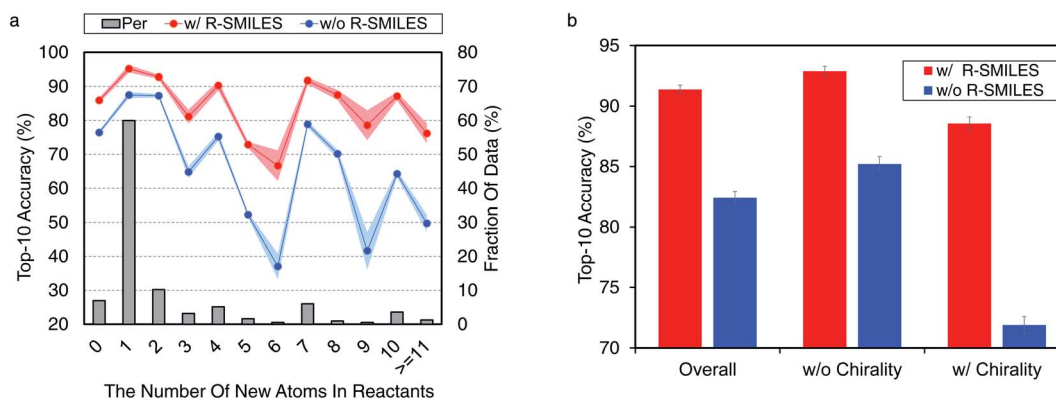 a
Per w/ R-SMILES w/o R-SMILES
Top-10 Accuracy (%)
100
90
80
70
60
50
40
30
20
80
70
60
50
40
30
20
10
0
Fraction Of Data (%)
0 1 2 3 4 5 6 7 8 9 10 >=11
The Number Of New Atoms In Reactants
b
Top-10 Accuracy (%)
95
90
85
80
75
70
w/ R-SMILES
w/o R-SMILES
Overall w/o Chirality w/ Chirality